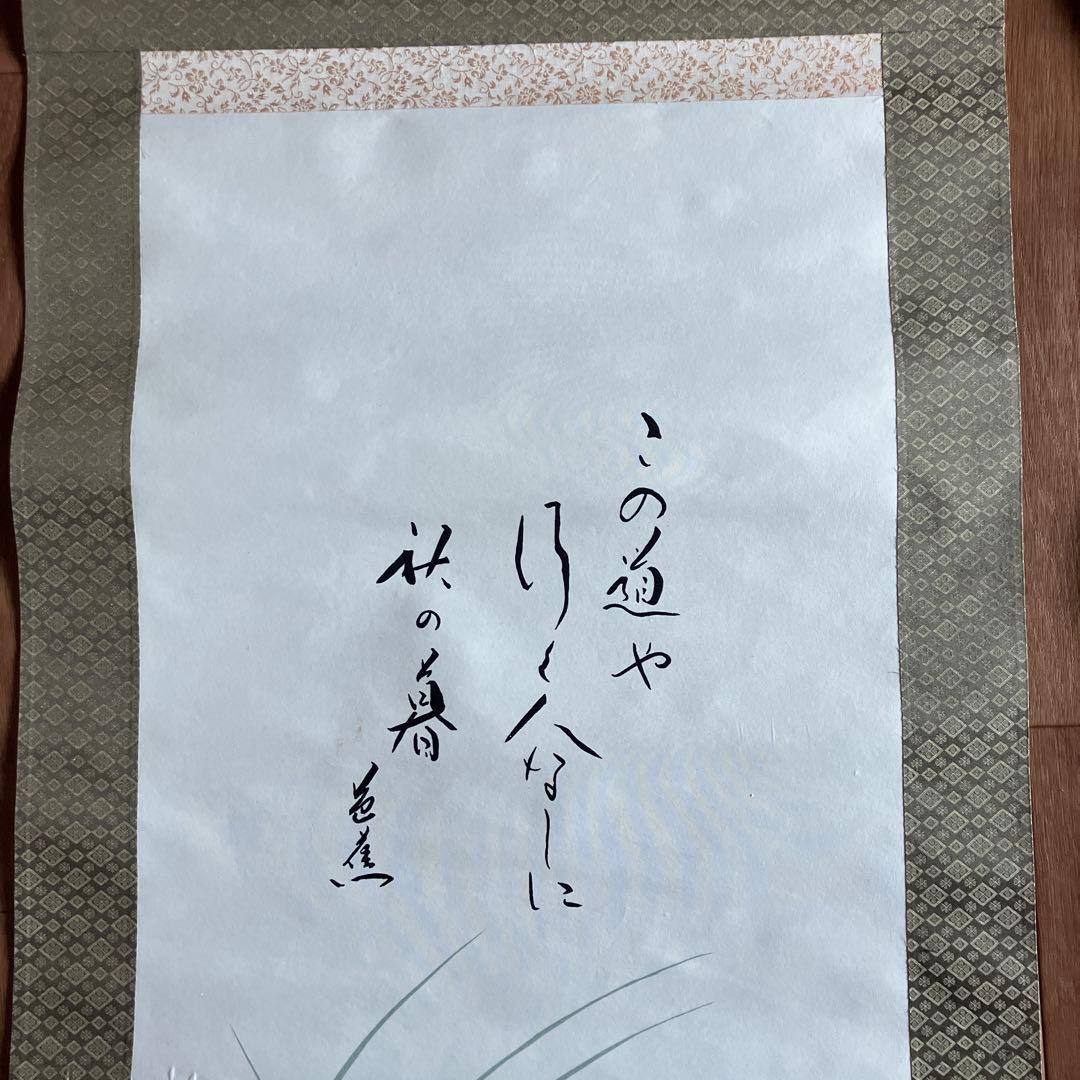 この道や
行く人なしに
秋の暮
芭蕉